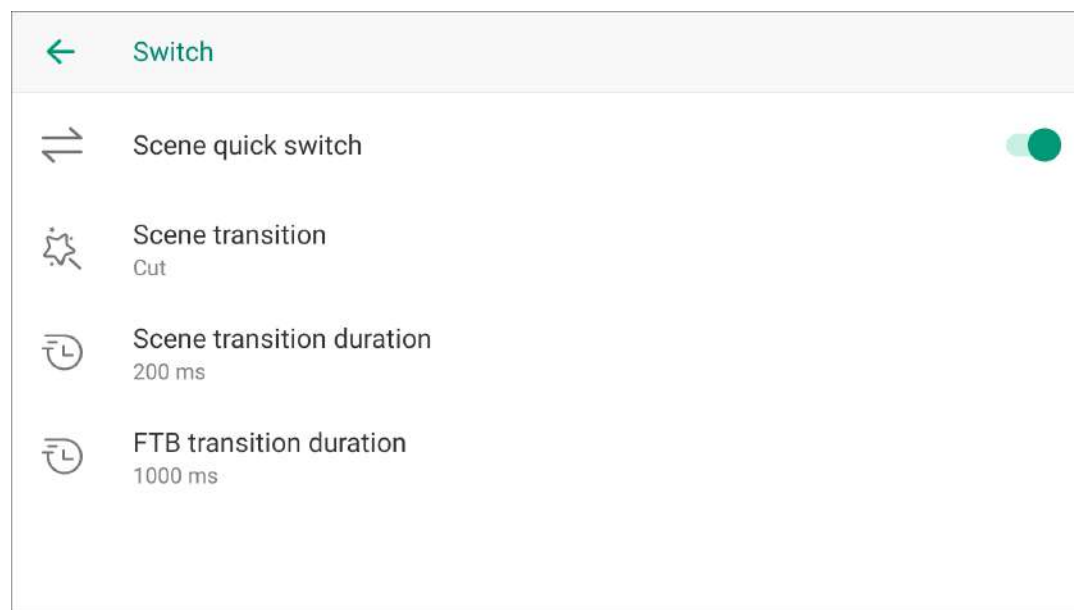 Switch
Scene quick switch
Scene transition
Cut
Scene transition duration
200 ms
FTB transition duration
1000 ms